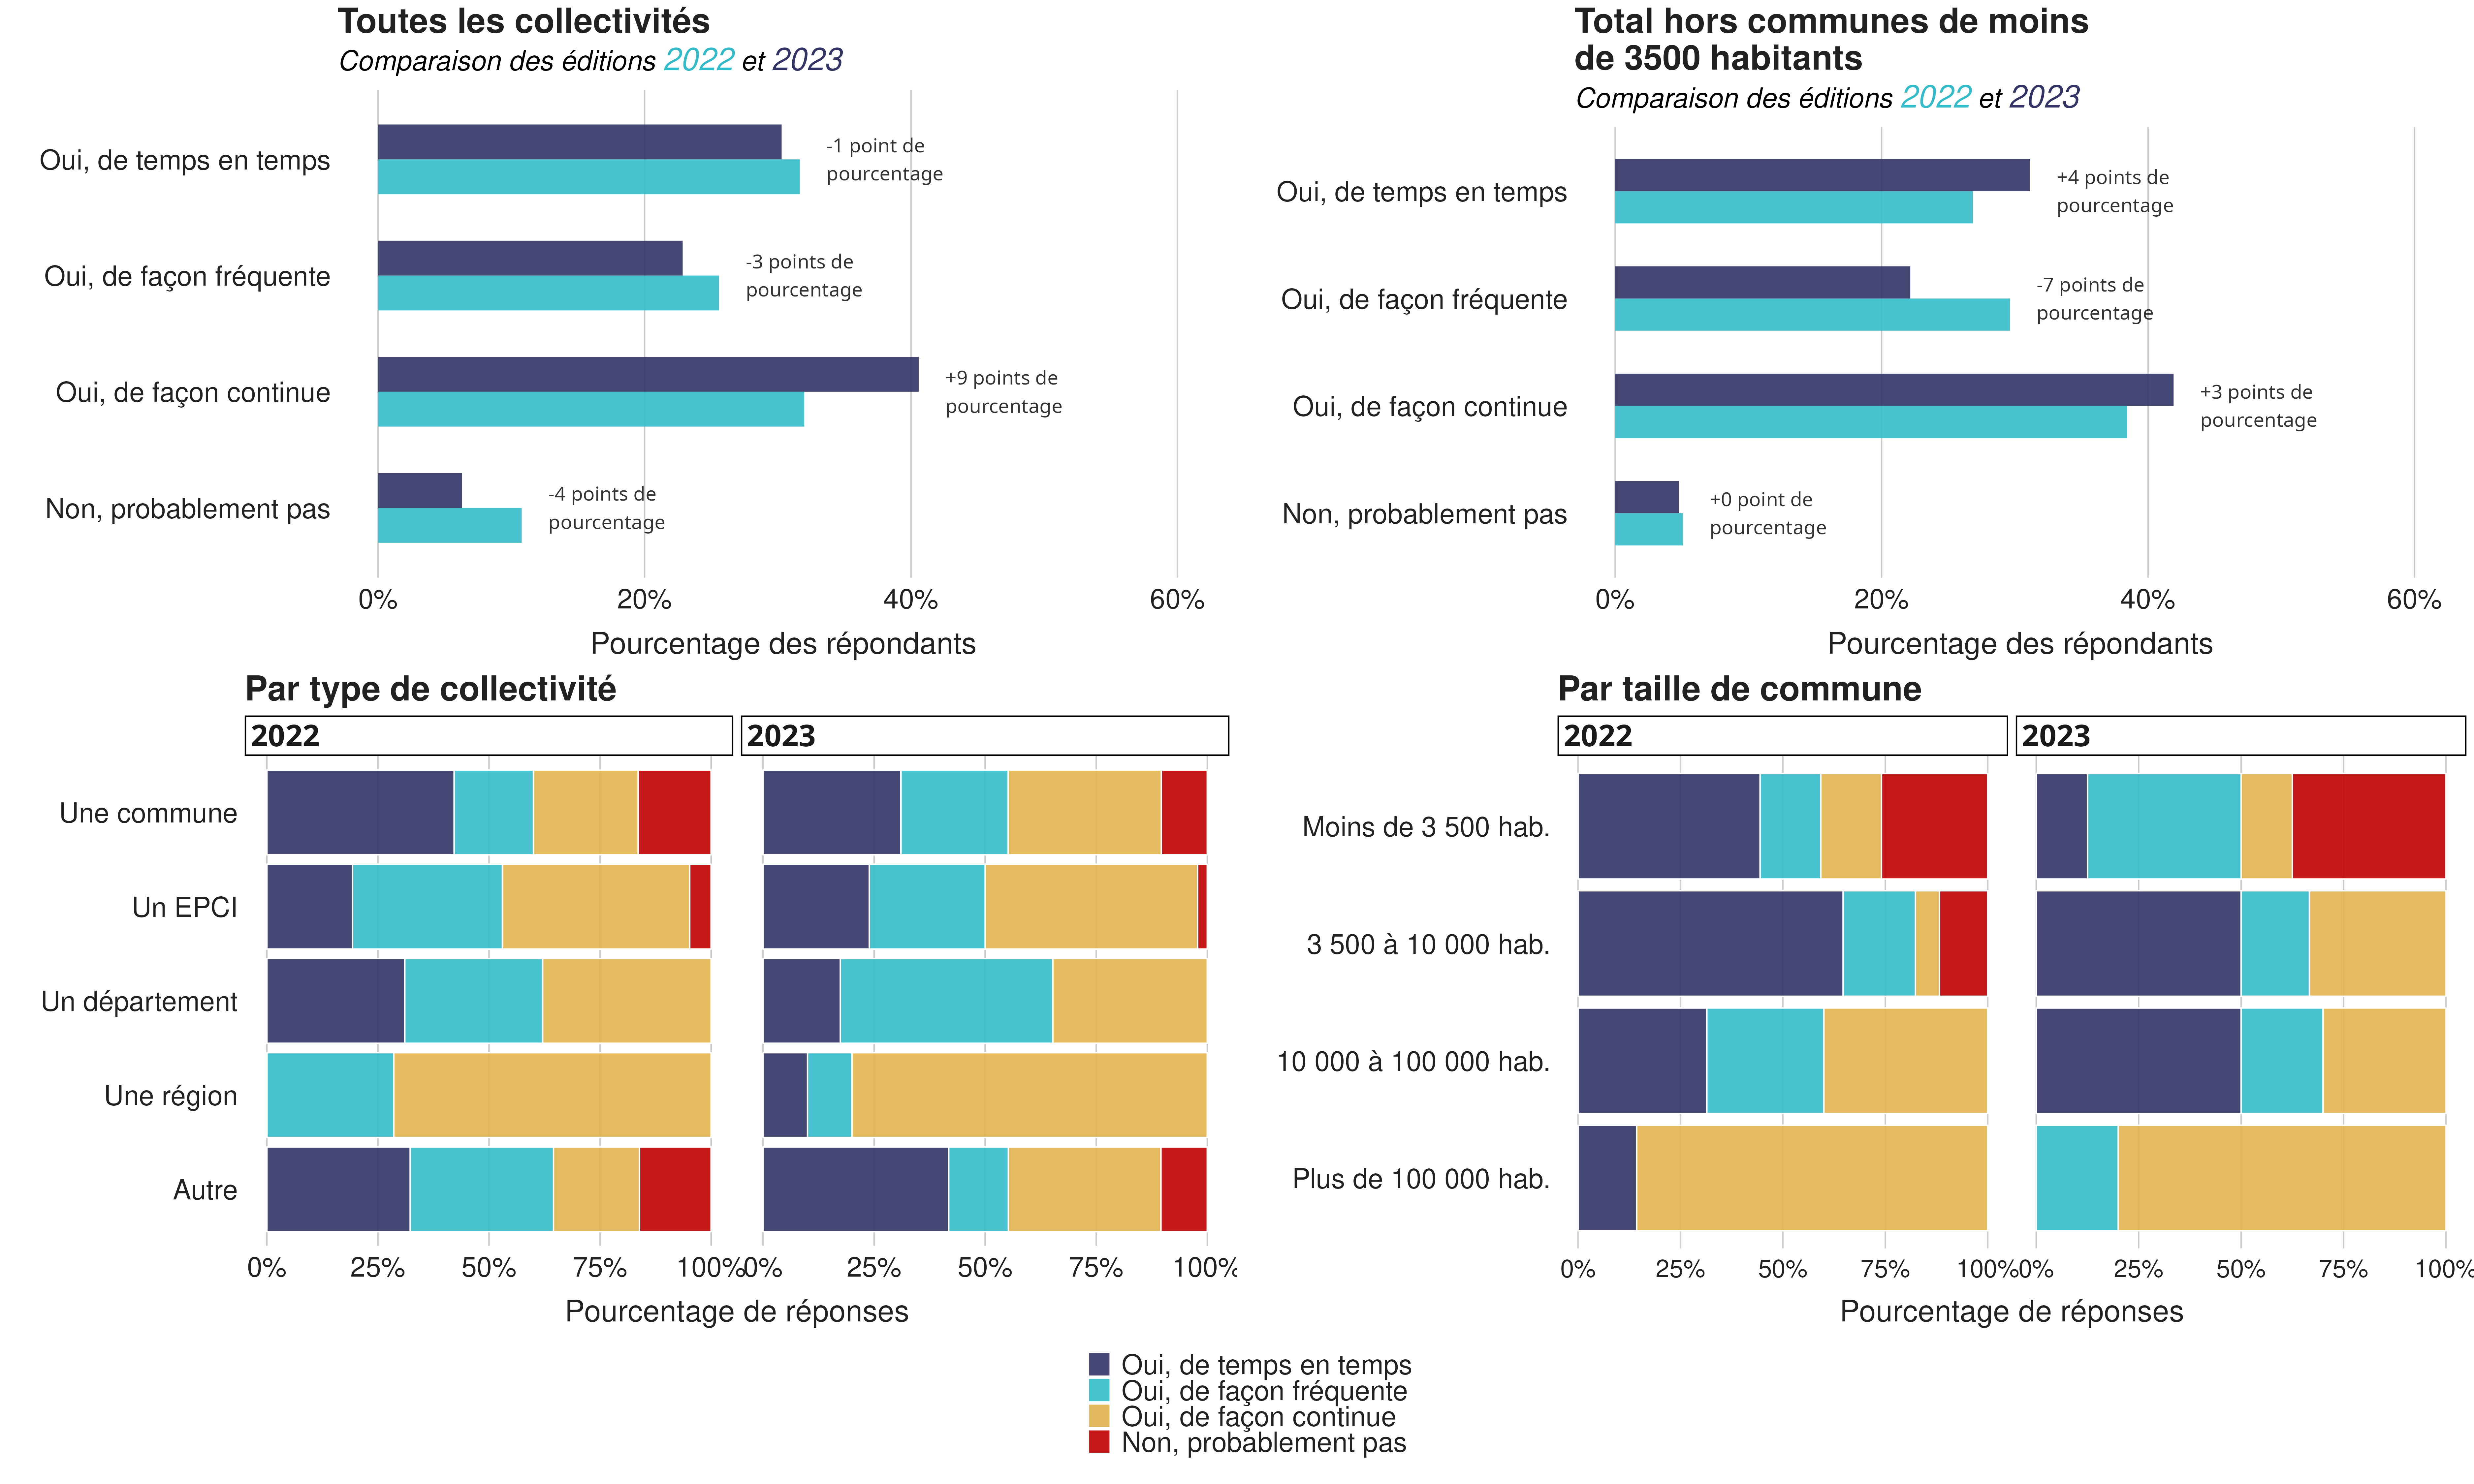 Toutes les collectivités
Comparaison des éditions 2022 et 2023
Oui, de temps en temps
-1 point de
pourcentage
Oui, de façon fréquente
-3 points de
pourcentage
Oui, de façon continue
+9 points de
pourcentage
Non, probablement pas
-4 points de
pourcentage
0% 20% 40% 60%
Pourcentage des répondants
Total hors communes de moins
de 3500 habitants
Comparaison des éditions 2022 et 2023
Oui, de temps en temps
+4 points de
pourcentage
Oui, de façon fréquente
-7 points de
pourcentage
Oui, de façon continue
+3 points de
pourcentage
Non, probablement pas
+0 point de
pourcentage
0% 20% 40% 60%
Pourcentage des répondants
Par type de collectivité
2022 2023
Une commune
Un EPCI
Un département
Une région
Autre
0% 25% 50% 75% 100% 0% 25% 50% 75% 100%
Pourcentage de réponses
Par taille de commune
2022 2023
Moins de 3 500 hab.
3 500 à 10 000 hab.
10 000 à 100 000 hab.
Plus de 100 000 hab.
0% 25% 50% 75% 100% 0% 25% 50% 75% 100%
Pourcentage de réponses
Oui, de temps en temps
Oui, de façon fréquente
Oui, de façon continue
Non, probablement pas